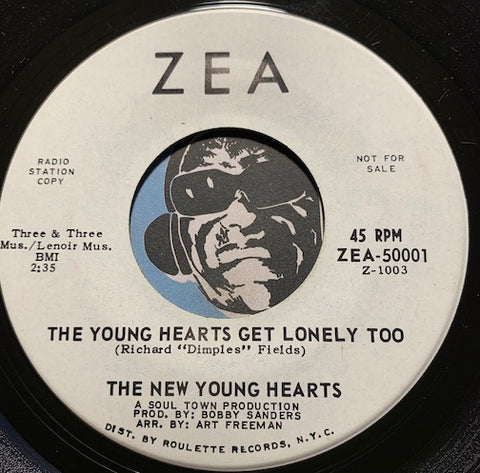 ZEA
RADIO
STATION
COPY
NOT FOR
SALE
Three & Three
Mus./Lenoir Mus.
BMI
2:35
45 RPM
ZEA-50001
Z-1003
THE YOUNG HEARTS GET LONELY TOO
(Richard "Dimples" Fields)
THE NEW YOUNG HEARTS
A SOUL TOWN PRODUCTION
PROD. BY: BOBBY SANDERS
ARR. BY: ART FREEMAN
DIST. BY ROULETTE RECORDS, N.Y.C.